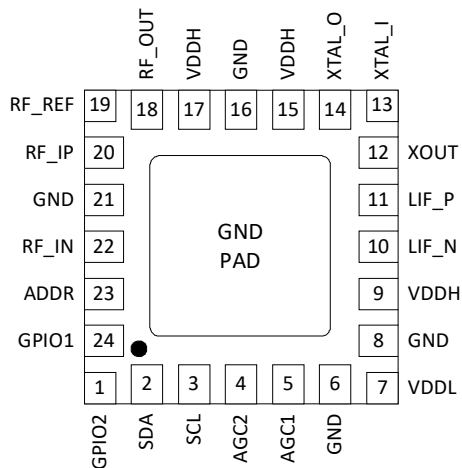 RF_OUT
VDDH
GND
VDDH
XTAL_O
XTAL_I
RF_REF
19
18
17
16
15
14
13
RF_IP
20
12
XOUT
GND
21
11
LIF_P
RF_IN
22
GND
PAD
10
LIF_N
ADDR
23
9
VDDH
GPIO1
24
8
GND
1
2
3
4
5
6
7
VDDL
GPIO2
SDA
SCL
AGC2
AGC1
GND